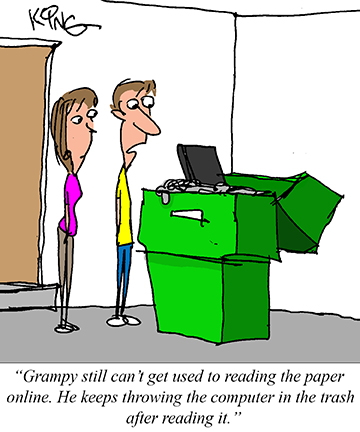 “Grampy still can’t get used to reading the paper
online. He keeps throwing the computer in the trash
after reading it.”